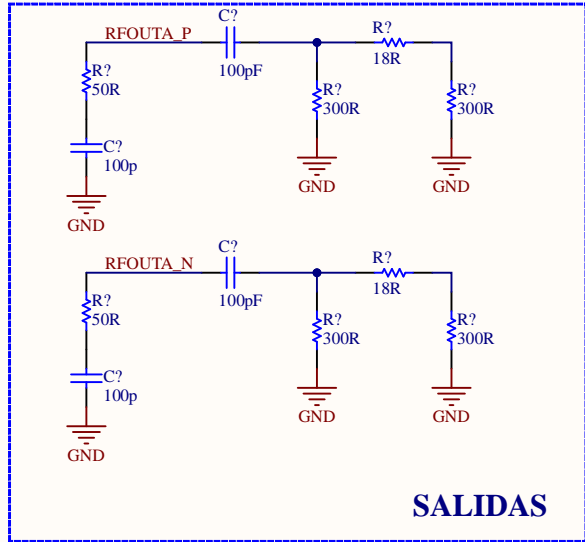 C?
RFOUTA_P
100pF
R?
18R
R?
50R
R?
300R
R?
300R
C?
100p
GND
GND
GND
C?
RFOUTA_N
100pF
R?
18R
R?
50R
R?
300R
R?
300R
C?
100p
GND
GND
GND
SALIDAS